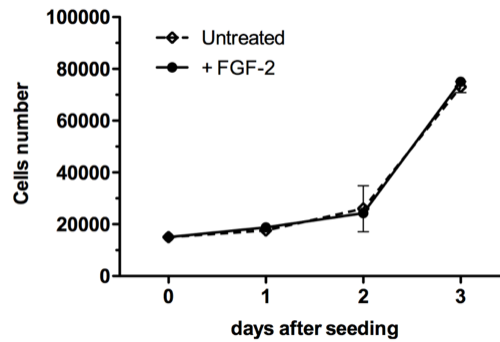 100000
80000
60000
40000
20000
0
Cells number
Untreated
+ FGF-2
0 1 2 3
days after seeding